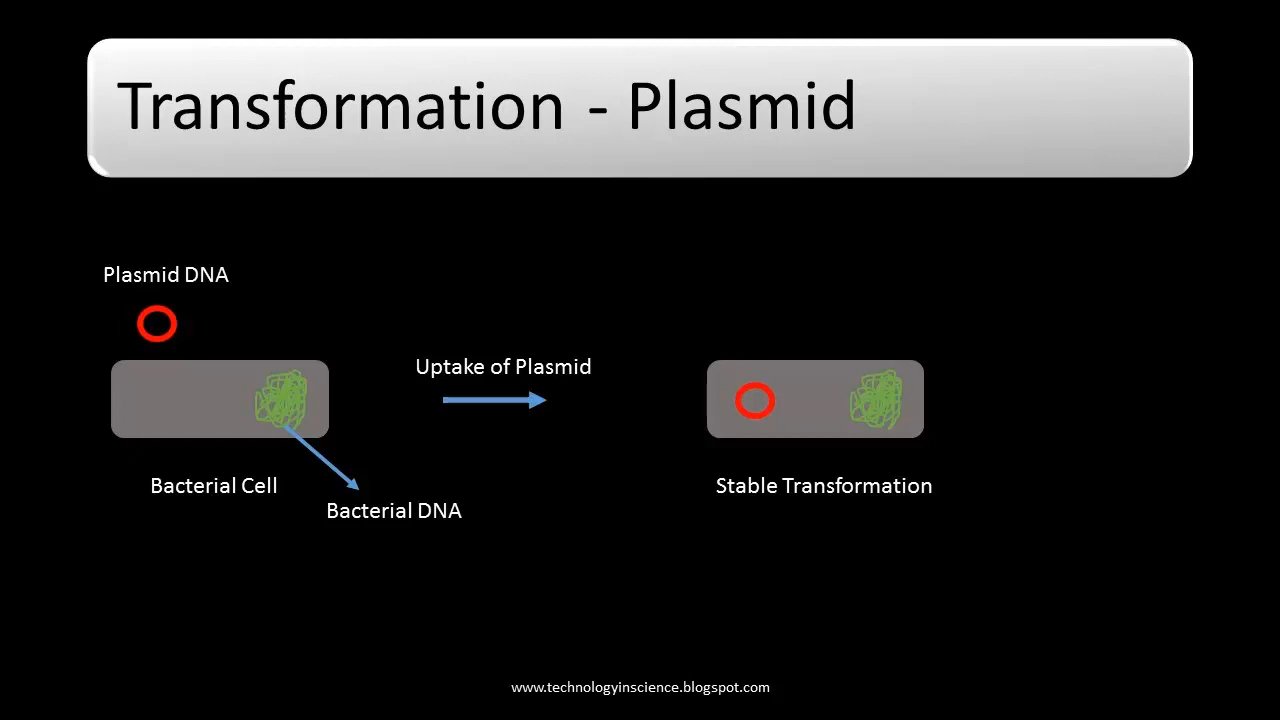 Transformation - Plasmid
Plasmid DNA
Uptake of Plasmid
Bacterial Cell
Stable Transformation
Bacterial DNA
www.technologyinscience.blogspot.com